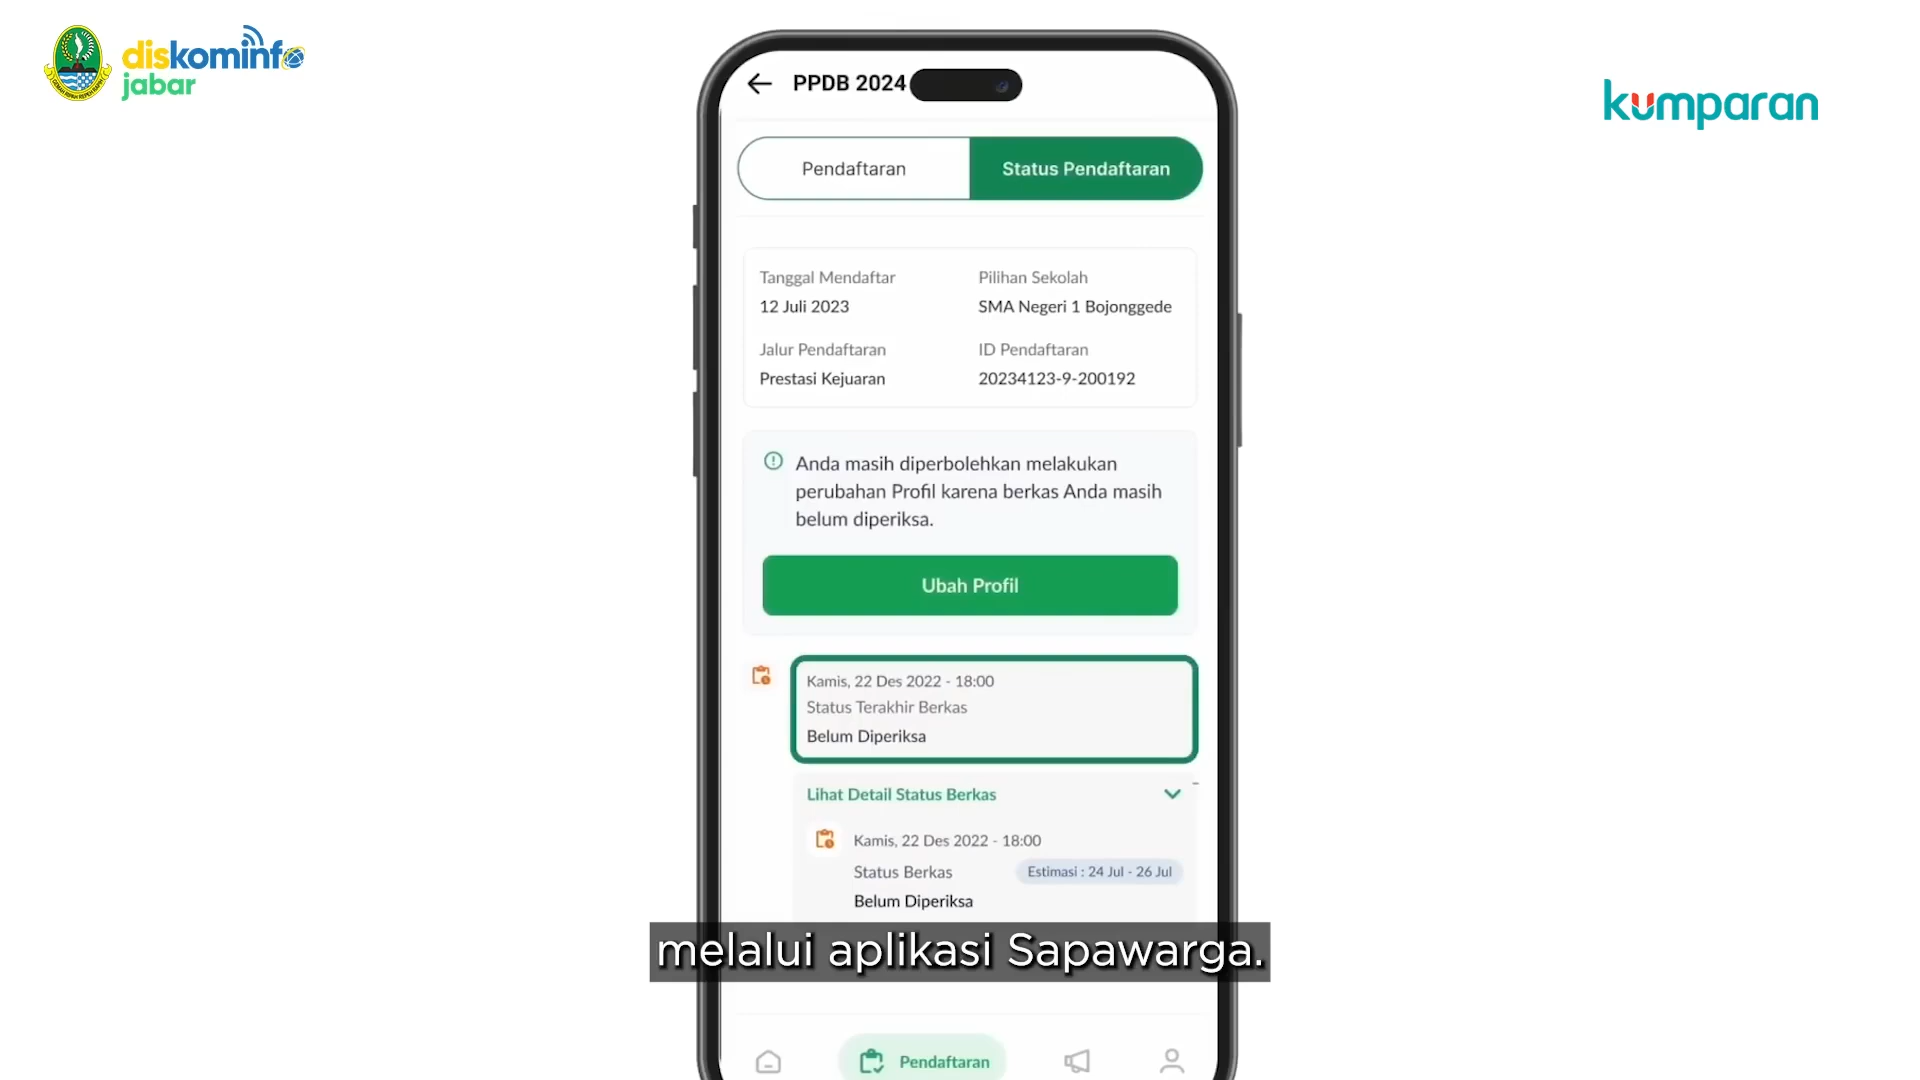 diskominfo
jabar
kumparan
PPDB 2024
Pendaftaran
Status Pendaftaran
Tanggal Mendaftar
Pilihan Sekolah
12 Juli 2023
SMA Negeri 1 Bojonggede
Jalur Pendaftaran
ID Pendaftaran
Prestasi Kejuaran
20234123-9-200192
Anda masih diperbolehkan melakukan
perubahan Profil karena berkas Anda masih
belum diperiksa.
Ubah Profil
Kamis, 22 Des 2022 - 18:00
Status Terakhir Berkas
Belum Diperiksa
Lihat Detail Status Berkas
Kamis, 22 Des 2022 - 18:00
Status Berkas
Estimasi : 24 Jul - 26 Jul
Belum Diperiksa
melalui aplikasi Sapawarga.
Pendaftaran